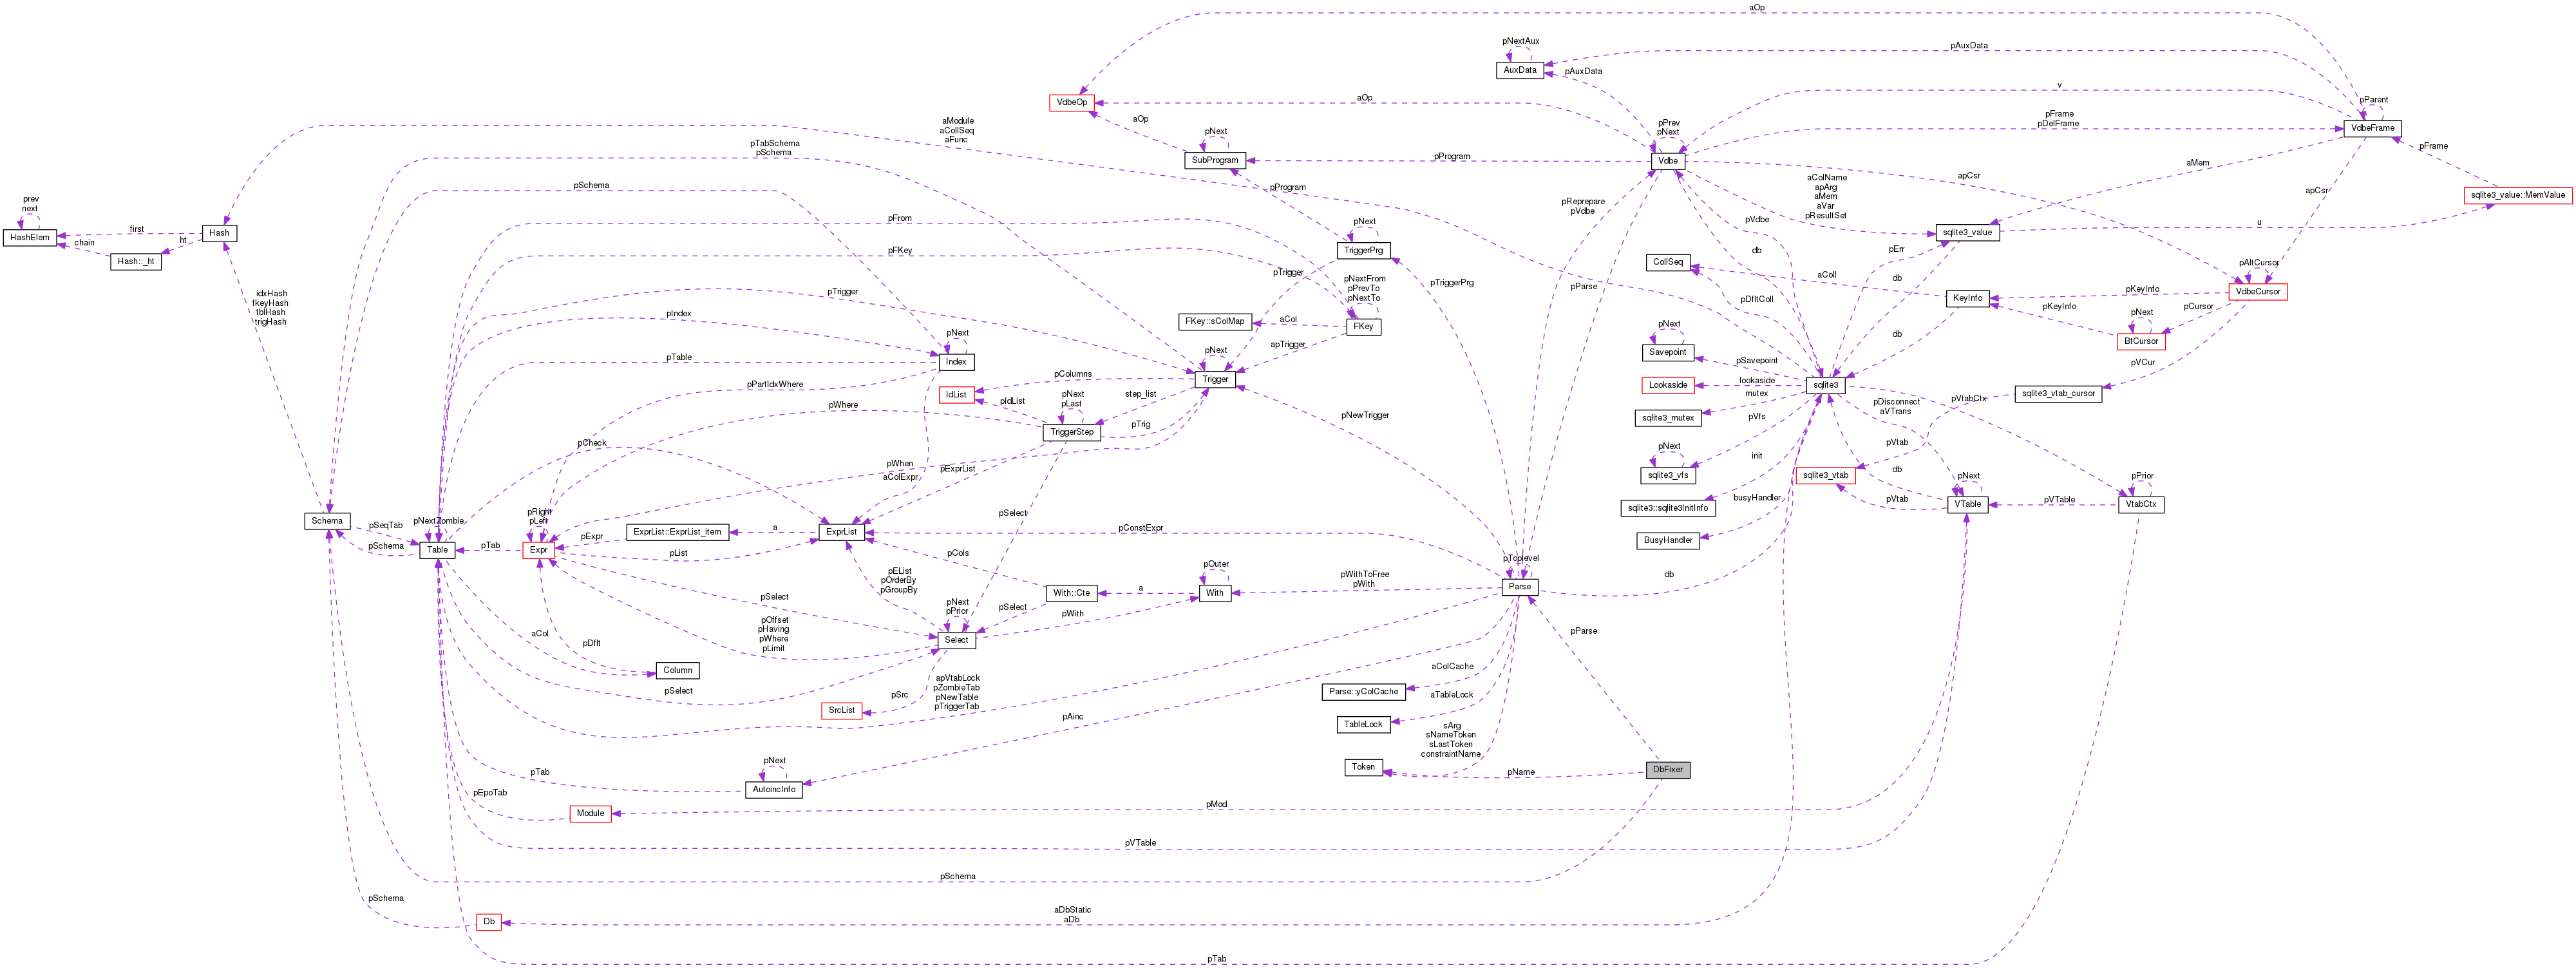 aOp
pNextAux
pAuxData
AuxData
pAuxData
VdbeOp
aOp
v
pParent
VdbeFrame
aModule
aCollSeq
aFunc
aOp
pNext
SubProgram
pPrev
pNext
Vdbe
pFrame
pDelFrame
pFrame
pTabSchema
pSchema
pProgram
aMem
pSchema
pProgram
apCsr
apCsr
aColName
apArg
aMem
aVar
pResultSet
sqlite3_value::MemValue
prev
next
HashElem
first
Hash
chain
ht
Hash::_ht
pFrom
pNext
TriggerPrg
pReprepare
pVdbe
pVdbe
sqlite3_value
u
pFKey
pTrigger
pNextFrom
pPrevTo
pNextTo
pTriggerPrg
pParse
CollSeq
db
pErr
aColl
db
pAltCursor
VdbeCursor
idxHash
fkeyHash
tblHash
trigHash
pTrigger
pIndex
FKey::sColMap
aCol
FKey
pDfltColl
KeyInfo
pKeyInfo
pKeyInfo
pCursor
pNext
BtCursor
pNext
Index
pTable
apTrigger
pNext
Savepoint
db
pSavepoint
pVCur
pPartIdxWhere
pColumns
pNext
Trigger
IdList
pIdList
step_list
Lookaside
lookaside
mutex
sqlite3
sqlite3_vtab_cursor
pWhere
pNext
pLast
TriggerStep
pTrig
pNewTrigger
sqlite3_mutex
pVfs
pDisconnect
aVTrans
pVtabCtx
pCheck
pWhen
aColExpr
pExprList
pNext
sqlite3_vfs
init
pVtab
sqlite3_vtab
db
pNext
VTable
pVtab
pPrior
VtabCtx
pVTable
sqlite3::sqlite3InitInfo
busyHandler
BusyHandler
Schema
pSeqTab
pSchema
pNextZombie
Table
pRight
pLeft
Expr
pTab
pExpr
ExprList::ExprList_item
a
ExprList
pList
pSelect
pConstExpr
pCols
pEList
pOrderBy
pGroupBy
pOuter
With
With::Cte
a
pWithToFree
pWith
pToplevel
Parse
db
pSelect
pSelect
pNext
pPrior
Select
pWith
pOffset
pHaving
pWhere
pLimit
aCol
pDflt
Column
pSelect
pSrc
SrcList
apVtabLock
pZombieTab
pNewTable
pTriggerTab
pParse
aColCache
Parse::yColCache
aTableLock
TableLock
pAinc
sArg
sNameToken
sLastToken
constraintName
Token
pName
DbFixer
pNext
AutoincInfo
pTab
pEpoTab
Module
pMod
pVTable
pSchema
pSchema
Db
aDbStatic
aDb
pTab